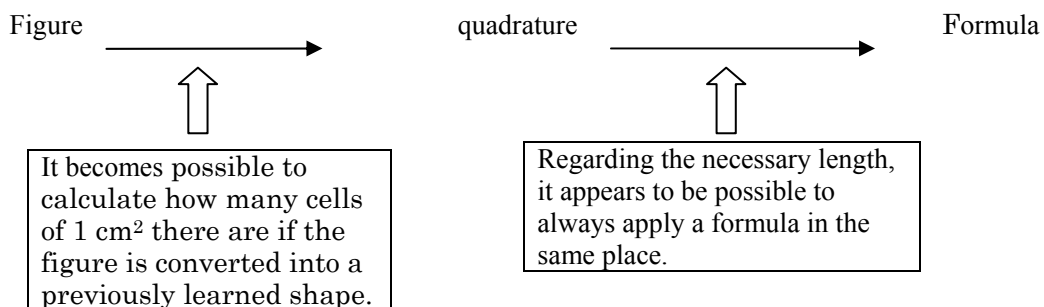 Figure quadrature Formula
It becomes possible to
calculate how many cells
of 1 cm² there are if the
figure is converted into a
previously learned shape.
Regarding the necessary length,
it appears to be possible to
always apply a formula in the
same place.